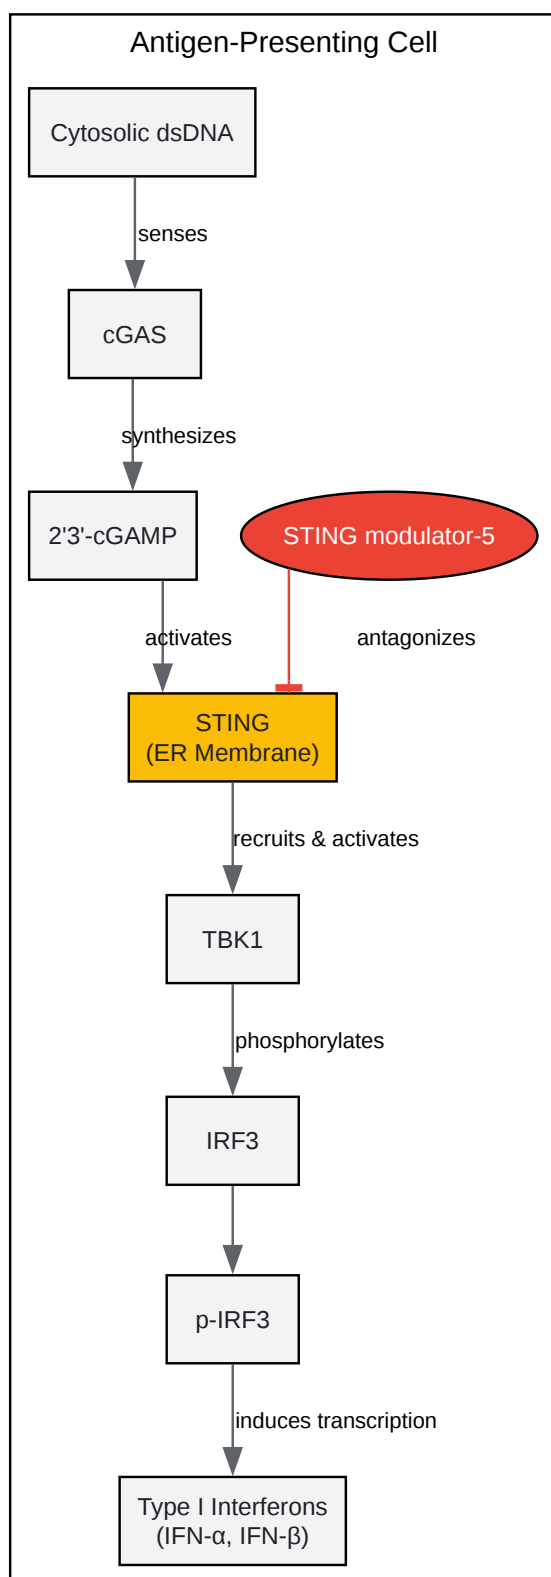 Antigen-Presenting Cell
Cytosolic dsDNA
senses
cGAS
synthesizes
2'3'-cGAMP
STING modulator-5
activates
antagonizes
STING
(ER Membrane)
recruits & activates
TBK1
phosphorylates
IRF3
p-IRF3
induces transcription
Type I Interferons
(IFN-α, IFN-β)